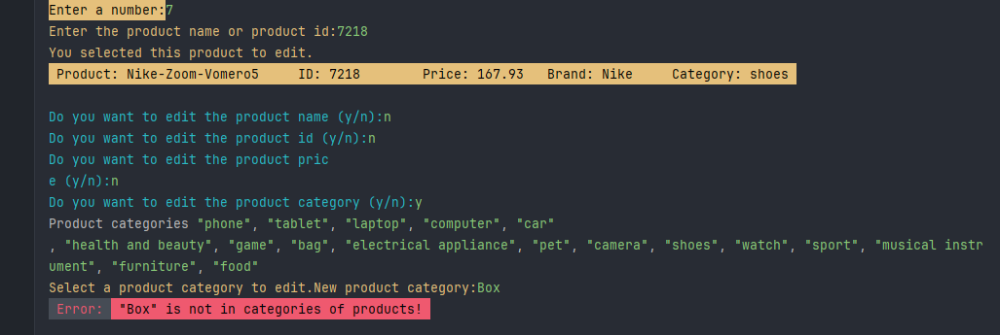 Enter a number:7
Enter the product name or product id:7218
You selected this product to edit.
Product: Nike-Zoom-Vomero5     ID: 7218        Price: 167.93   Brand: Nike     Category: shoes
Do you want to edit the product name (y/n):n
Do you want to edit the product id (y/n):n
Do you want to edit the product pric
e (y/n):n
Do you want to edit the product category (y/n):y
Product categories "phone", "tablet", "laptop", "computer", "car"
, "health and beauty", "game", "bag", "electrical appliance", "pet", "camera", "shoes", "watch", "sport", "musical instr
ument", "furniture", "food"
Select a product category to edit.New product category:Box
Error: "Box" is not in categories of products!